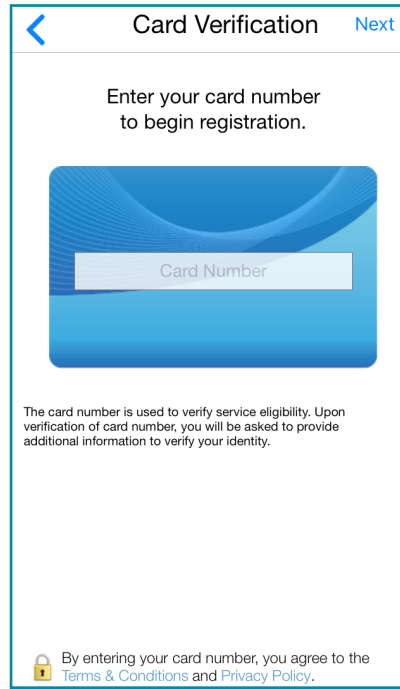 Card Verification Next
Enter your card number
to begin registration.
Card Number
The card number is used to verify service eligibility. Upon
verification of card number, you will be asked to provide
additional information to verify your identity.
By entering your card number, you agree to the
Terms & Conditions and Privacy Policy.